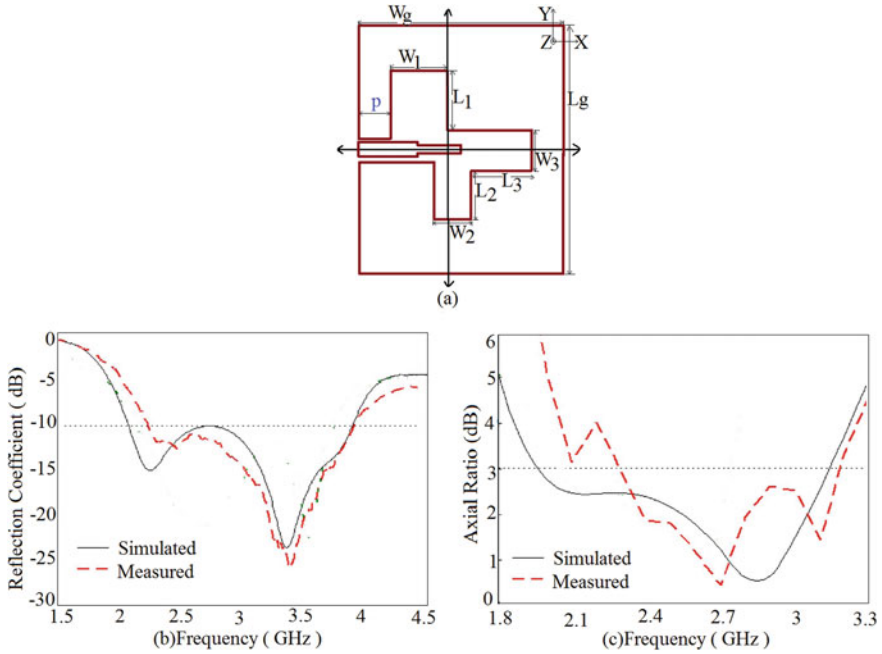 Wg
Y
Z X
W1
L1
Lg
p
W3
L3
L2
W2
(a)
Reflection Coefficient ( dB)
0
-5
-10
-15
-20
-25
-30
Simulated
Measured
1.5 2 2.5 3 3.5 4 4.5
(b)Frequency ( GHz)
Axial Ratio (dB)
6
5
4
3
2
1
0
Simulated
Measured
1.8 2.1 2.4 2.7 3 3.3
(c)Frequency ( GHz)